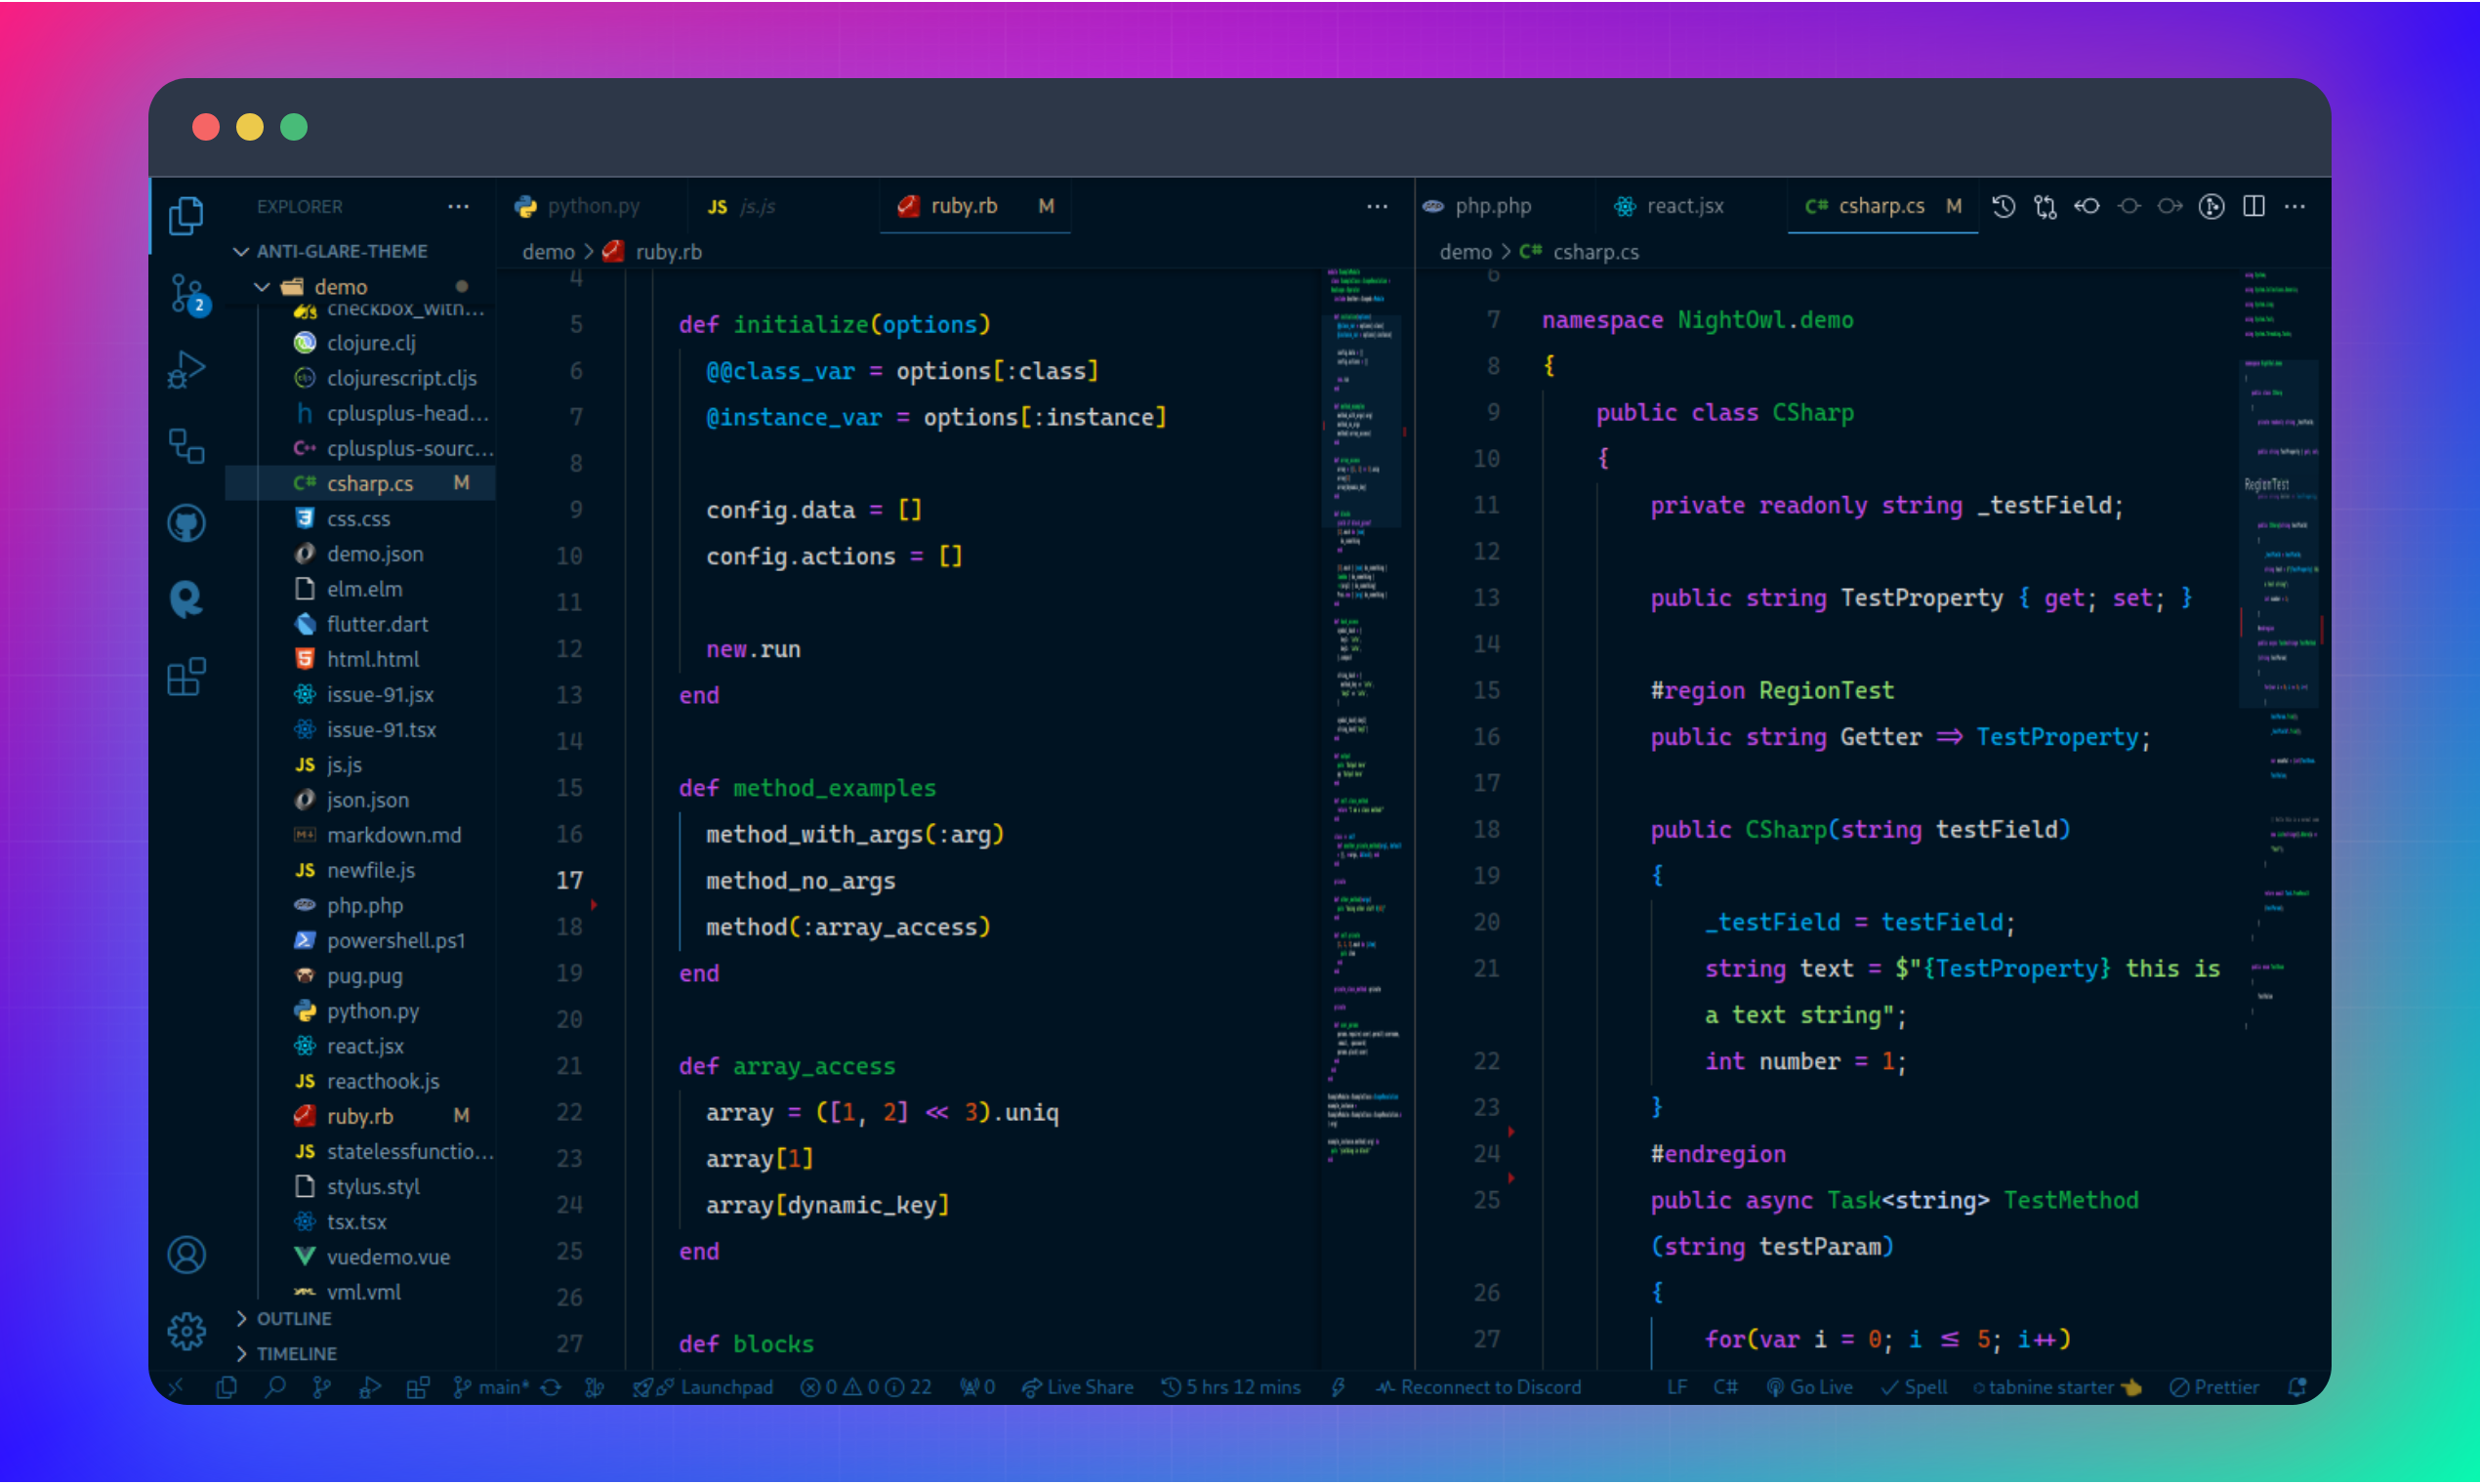 EXPLORER
ANTI-GLARE-THEME
demo
checkbox_with...
clojure.clj
clojurescript.cljs
h cplusplus-head...
C++ cplusplus-sourc...
C# csharp.cs M
css.css
demo.json
elm.elm
flutter.dart
html.html
issue-91.jsx
issue-91.tsx
JS js.js
json.json
markdown.md
JS newfile.js
php.php
powershell.ps1
pug.pug
python.py
react.jsx
JS reacthook.js
ruby.rb M
JS statelessfunctio...
stylus.styl
tsx.tsx
vuedemo.vue
vml.vml
OUTLINE
TIMELINE
2
python.py JS js.js ruby.rb M ...
demo > ruby.rb
4
5 def initialize(options)
6 @@class_var = options[:class]
7 @instance_var = options[:instance]
8
9 config.data = []
10 config.actions = []
11
12 new.run
13 end
14
15 def method_examples
16 method_with_args(:arg)
17 method_no_args
18 method(:array_access)
19 end
20
21 def array_access
22 array = ([1, 2] << 3).uniq
23 array[1]
24 array[dynamic_key]
25 end
26
27 def blocks
php.php react.jsx C# csharp.cs M ...
demo > C# csharp.cs
6
7 namespace NightOwl.demo
8 {
9 public class CSharp
10 {
11 private readonly string _testField;
12
13 public string TestProperty { get; set; }
14
15 #region RegionTest
16 public string Getter => TestProperty;
17
18 public CSharp(string testField)
19 {
20 _testField = testField;
21 string text = $"{TestProperty} this is
a text string";
22 int number = 1;
23 }
24 #endregion
25 public async Task<string> TestMethod
(string testParam)
26 {
27 for(var i = 0; i ≤ 5; i++)
RegionTest
main* Launchpad 0 0 22 0 Live Share 5 hrs 12 mins Reconnect to Discord LF C# Go Live Spell tabnine starter Prettier